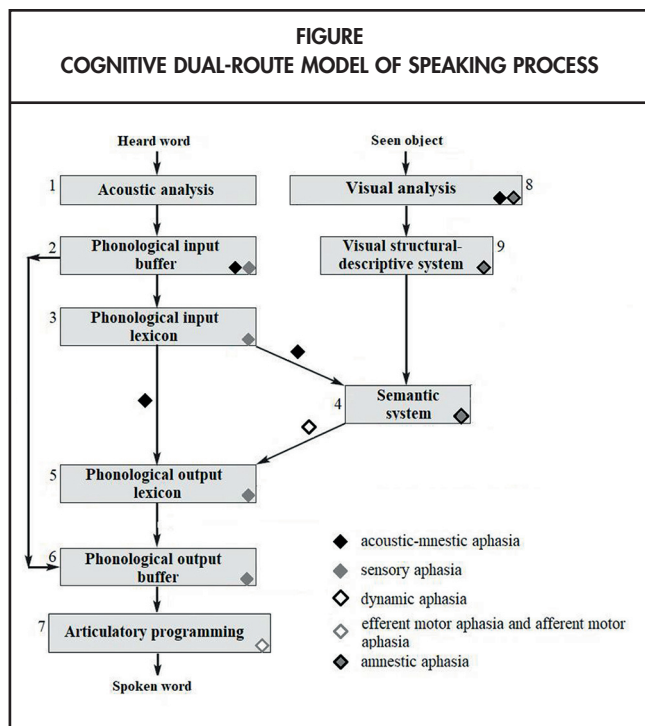 FIGURE
COGNITIVE DUAL-ROUTE MODEL OF SPEAKING PROCESS
Heard word
Seen object
1
Acoustic analysis
Visual analysis
8
2
Phonological input
buffer
Visual structural-
descriptive system
9
3
Phonological input
lexicon
4
Semantic
system
5
Phonological output
lexicon
6
Phonological output
buffer
7
Articulatory programming
Spoken word
acoustic-mnestic aphasia
sensory aphasia
dynamic aphasia
efferent motor aphasia and afferent motor
aphasia
amnestic aphasia